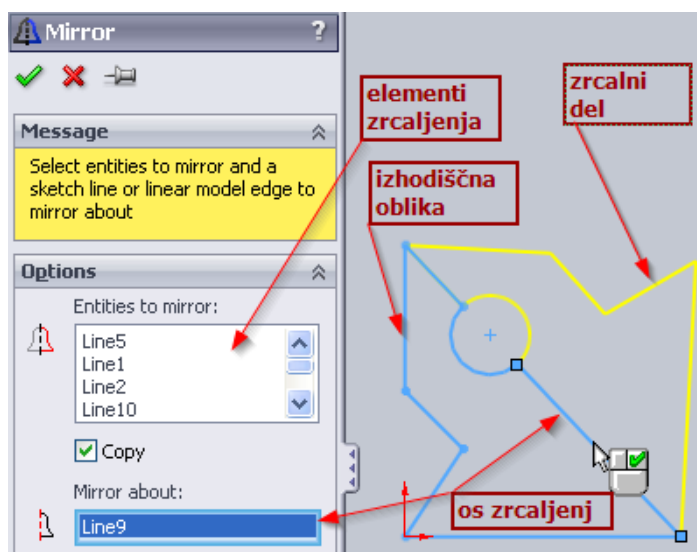 Mirror
?
Message
Select entities to mirror and a
sketch line or linear model edge to
mirror about
Options
Entities to mirror:
Line5
Line1
Line2
Line10
Copy
Mirror about:
Line9
elementi
zrcaljenja
zrcalni
del
izhodiščna
oblika
os zrcaljenj